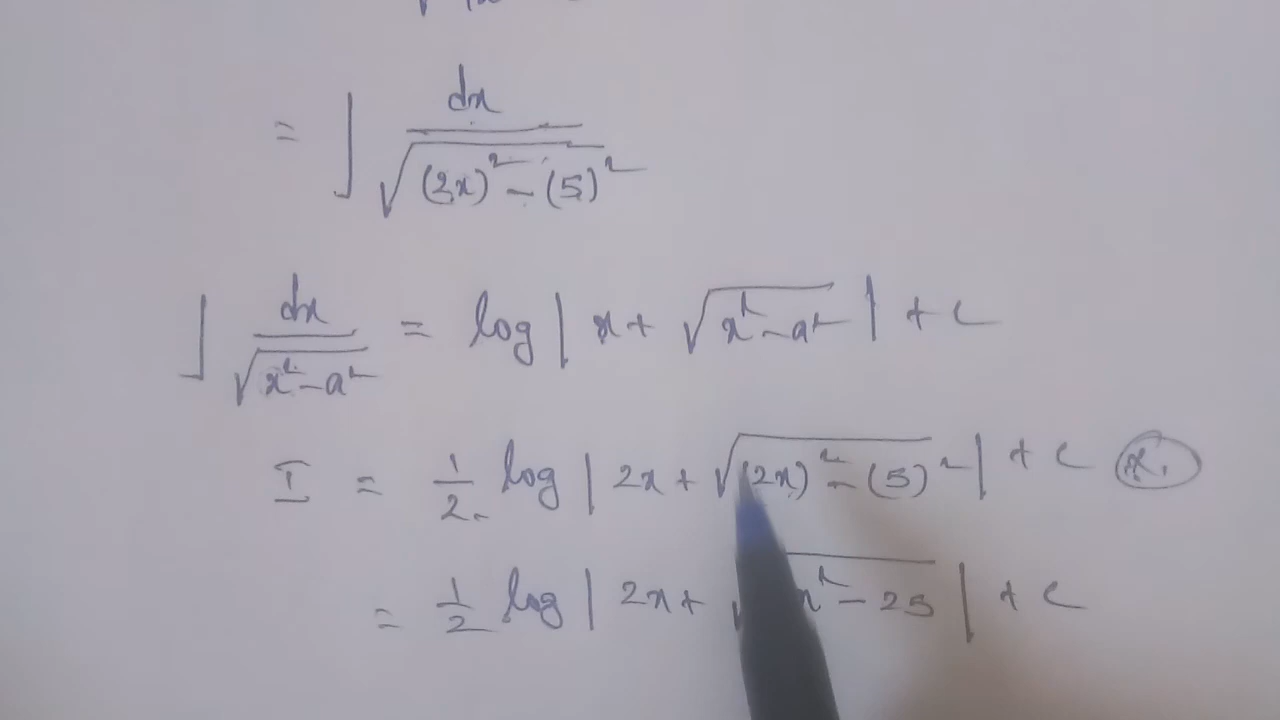 = ∫ dx / √((2x)² − (5)²)
∫ dx / √(x² − a²) = log | x + √(x² − a²) | + c
I = 1/2 log | 2x + √((2x)² − (5)²) | + c (x.)
= 1/2 log | 2x + √( x² − 25) | + c